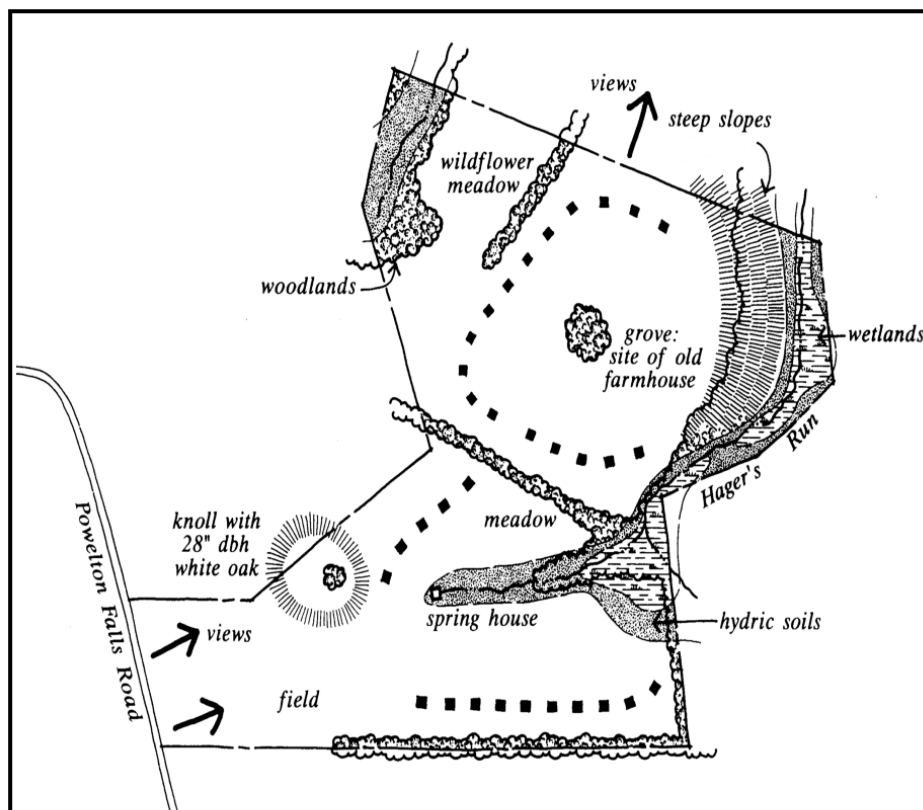 views
steep slopes
wildflower
meadow
woodlands
grove:
site of old
farmhouse
wetlands
Hager's Run
meadow
knoll with
28" dbh
white oak
Powelton Falls Road
views
spring house
hydric soils
field